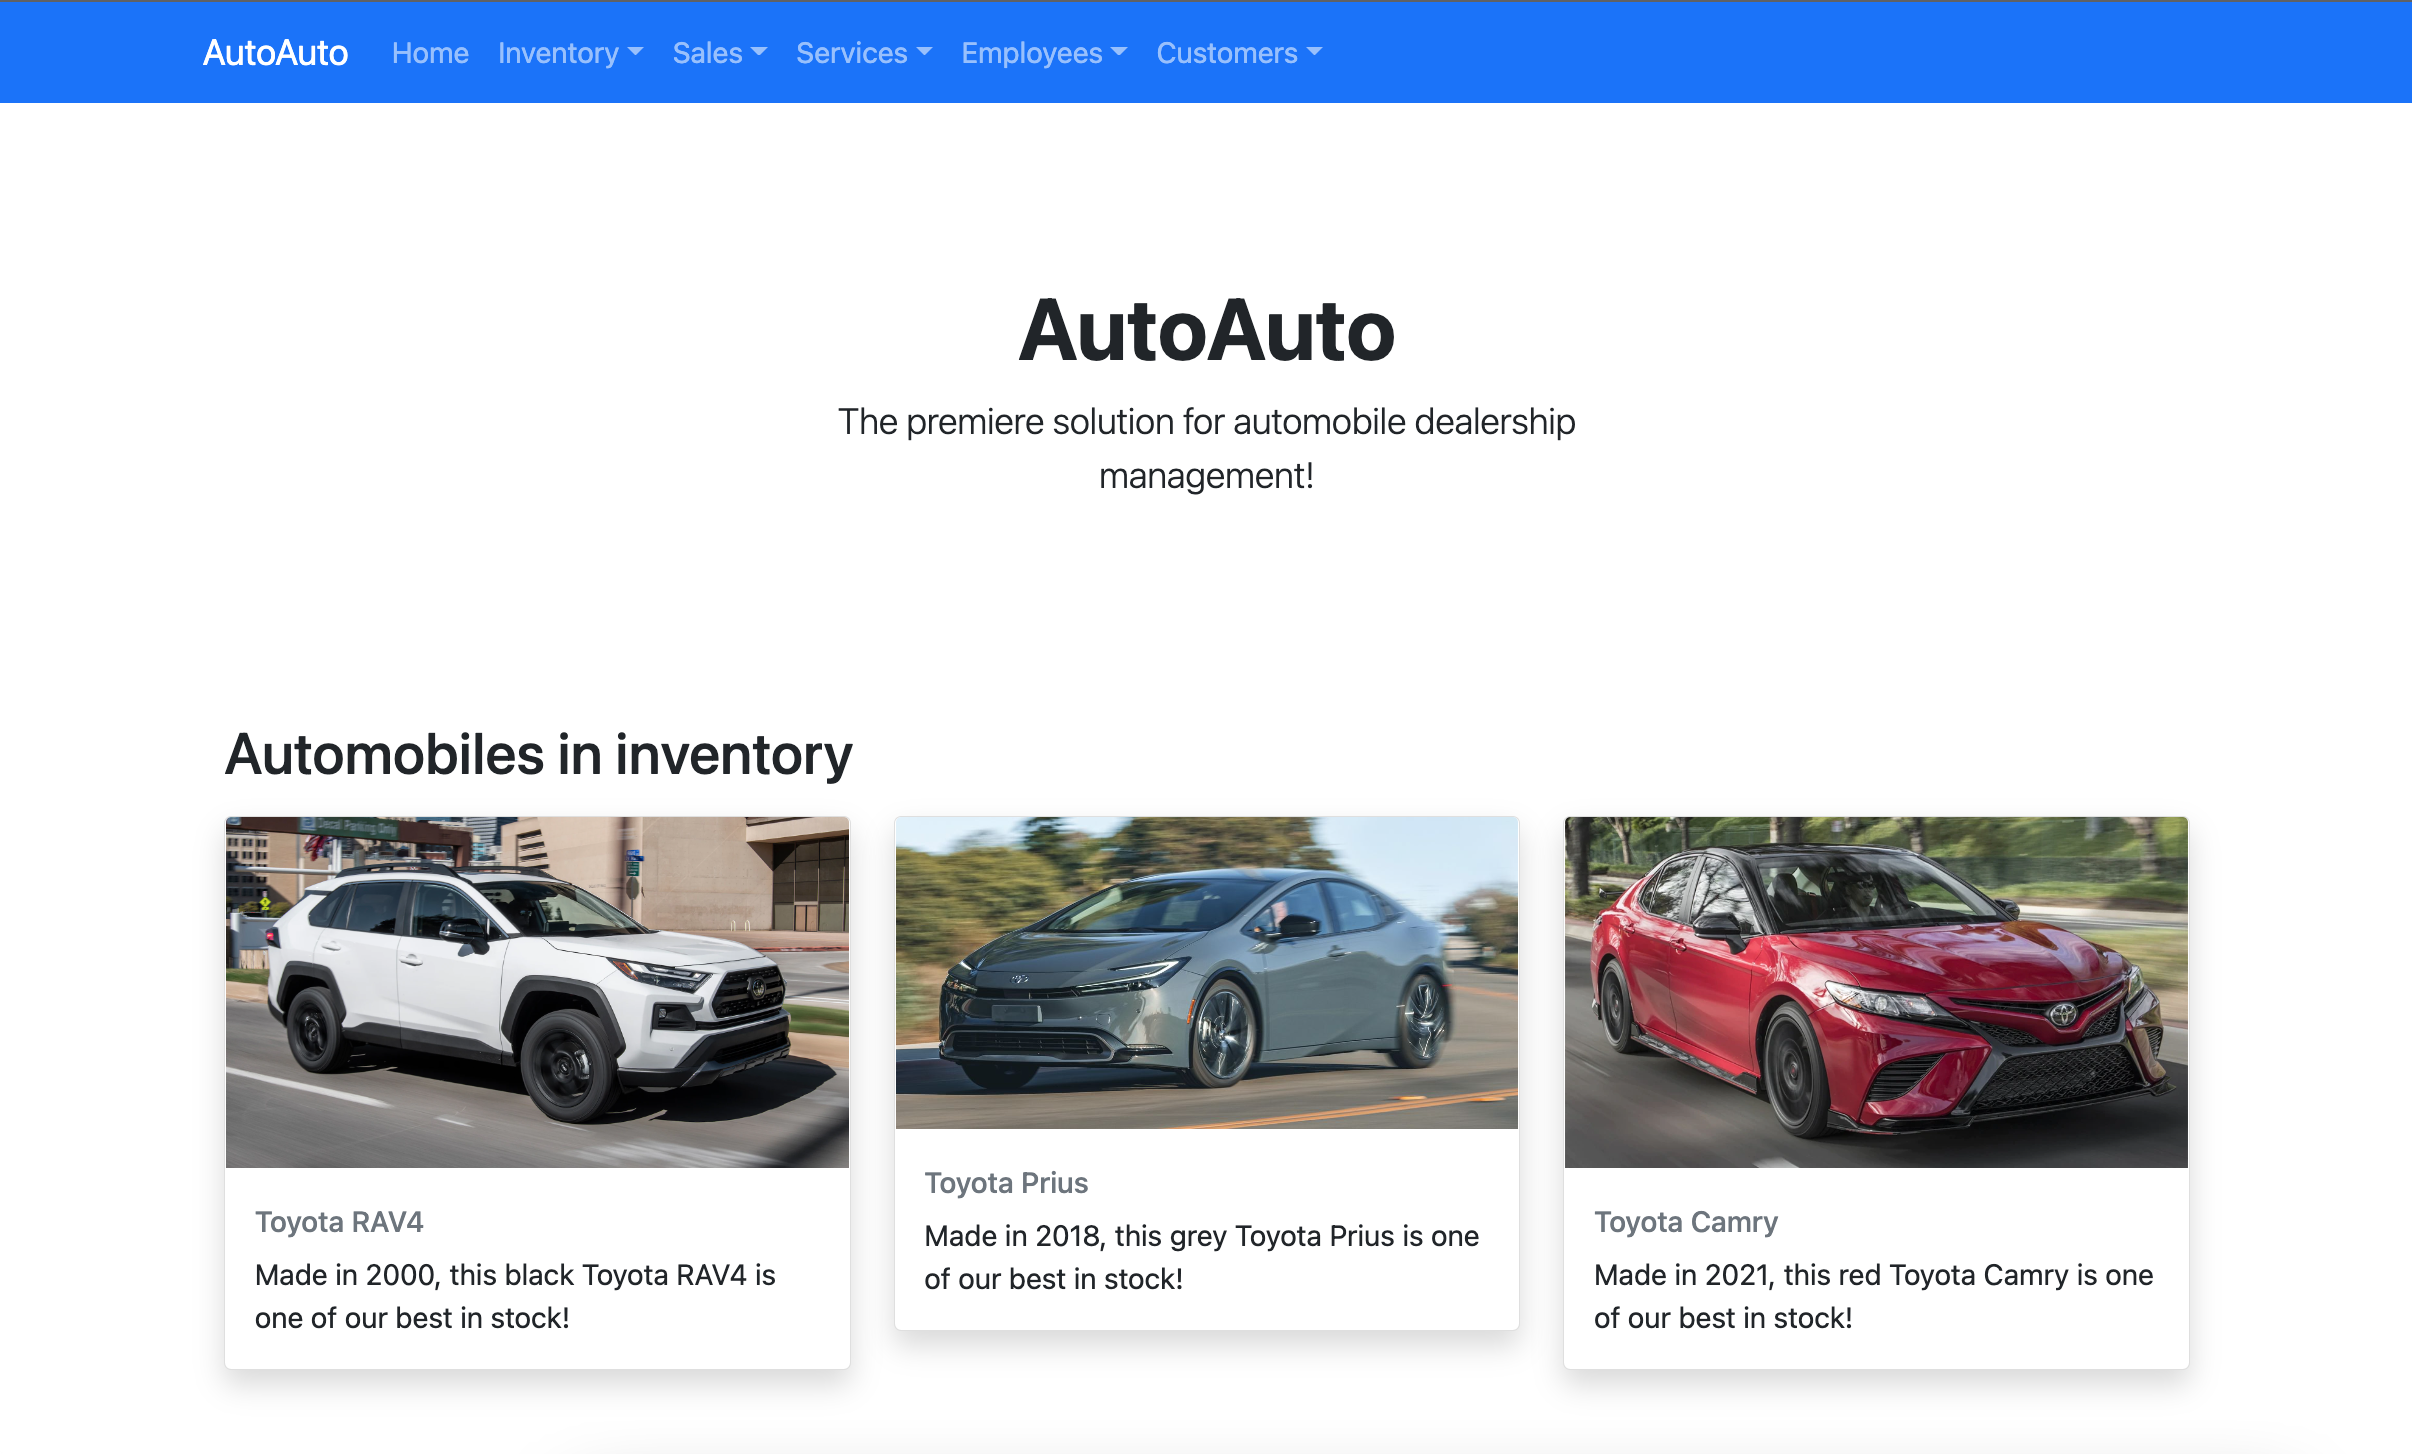 AutoAuto Home Inventory Sales Services Employees Customers
AutoAuto
The premiere solution for automobile dealership
management!
Automobiles in inventory
Toyota RAV4
Made in 2000, this black Toyota RAV4 is
one of our best in stock!
Toyota Prius
Made in 2018, this grey Toyota Prius is one
of our best in stock!
Toyota Camry
Made in 2021, this red Toyota Camry is one
of our best in stock!